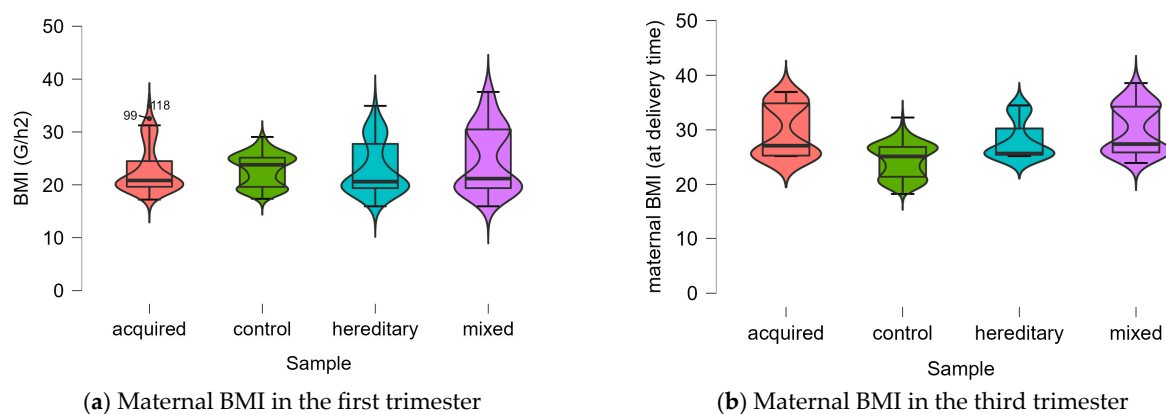 50
40
30
20
10
0
BMI (G/h2)
99
118
acquired control hereditary mixed
Sample
(a) Maternal BMI in the first trimester
50
40
30
20
10
0
maternal BMI (at delivery time)
acquired control hereditary mixed
Sample
(b) Maternal BMI in the third trimester